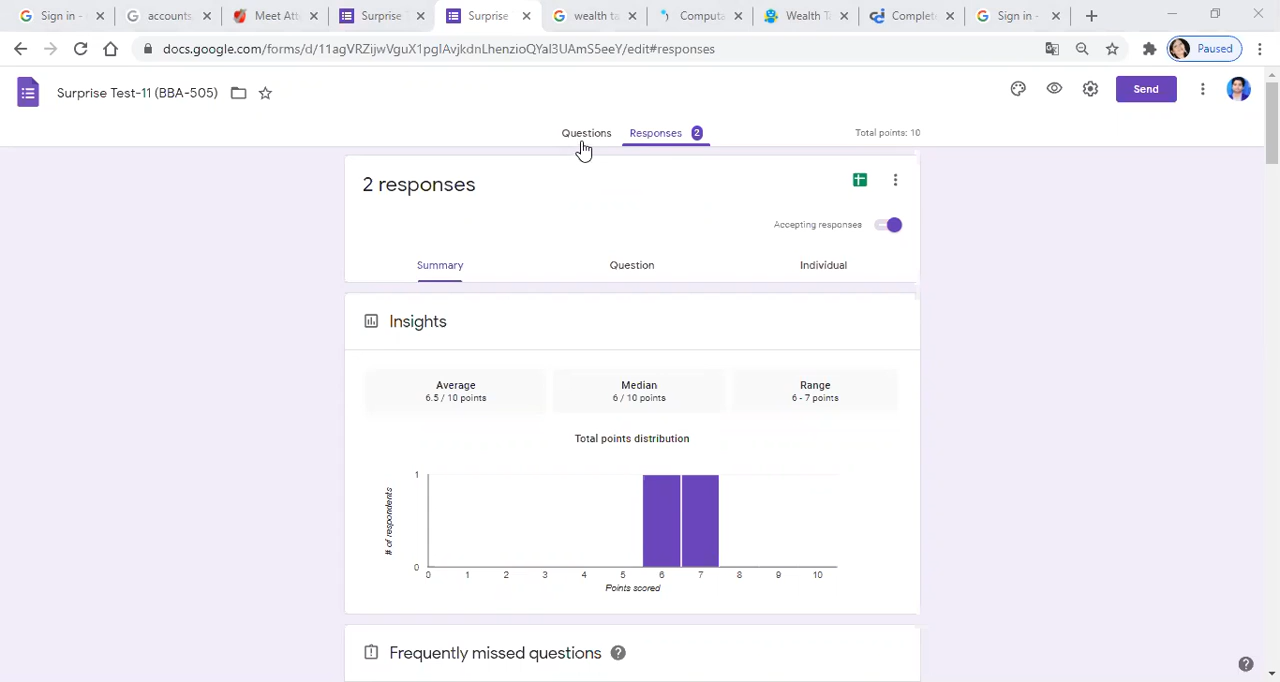 Sign in -
accounts.
Meet Att
Surprise
Surprise
wealth ta
Computa
Wealth T
Complet
Sign in -
docs.google.com/forms/d/11agVRZijwVguX1pgIAvjkdnLhenzioQYaI3UAmS5eeY/edit#responses
Paused
Surprise Test-11 (BBA-505)
Send
Questions
Responses 2
Total points: 10
2 responses
Accepting responses
Summary
Question
Individual
Insights
Average
6.5 / 10 points
Median
6 / 10 points
Range
6 - 7 points
Total points distribution
# of respondents
1
0
0 1 2 3 4 5 6 7 8 9 10
Points scored
Frequently missed questions